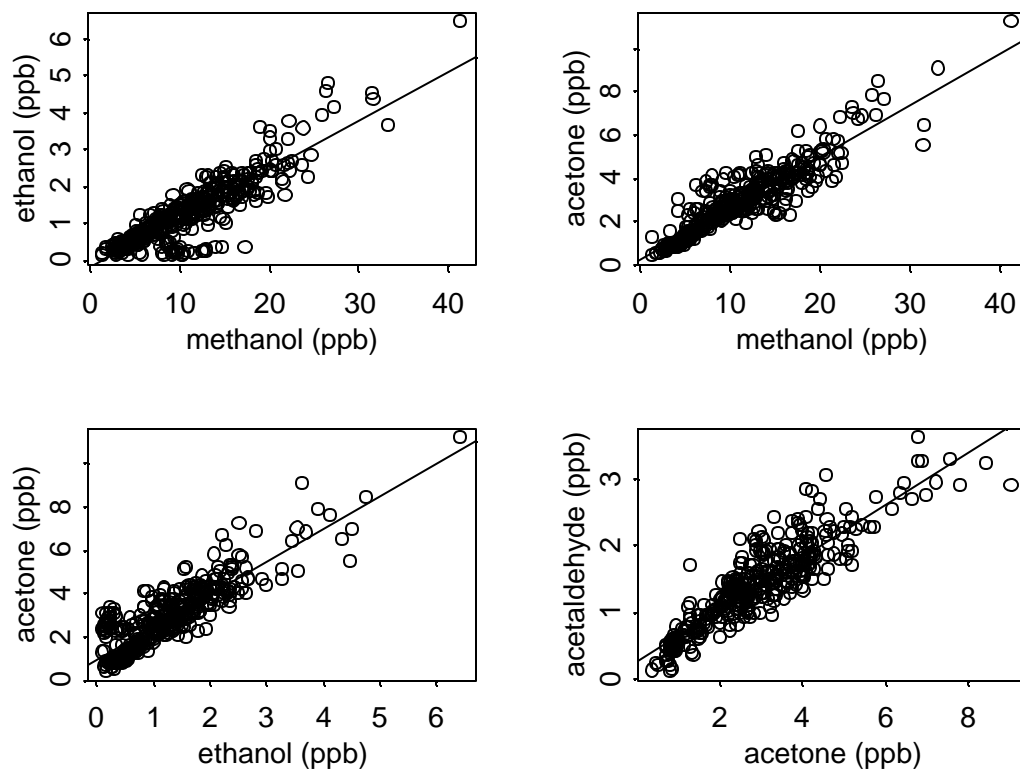 ethanol (ppb)
0 1 2 3 4 5 6
0 10 20 30 40
methanol (ppb)
acetone (ppb)
0 2 4 6 8
0 10 20 30 40
methanol (ppb)
acetone (ppb)
0 2 4 6 8
0 1 2 3 4 5 6
ethanol (ppb)
acetaldehyde (ppb)
0 1 2 3
2 4 6 8
acetone (ppb)